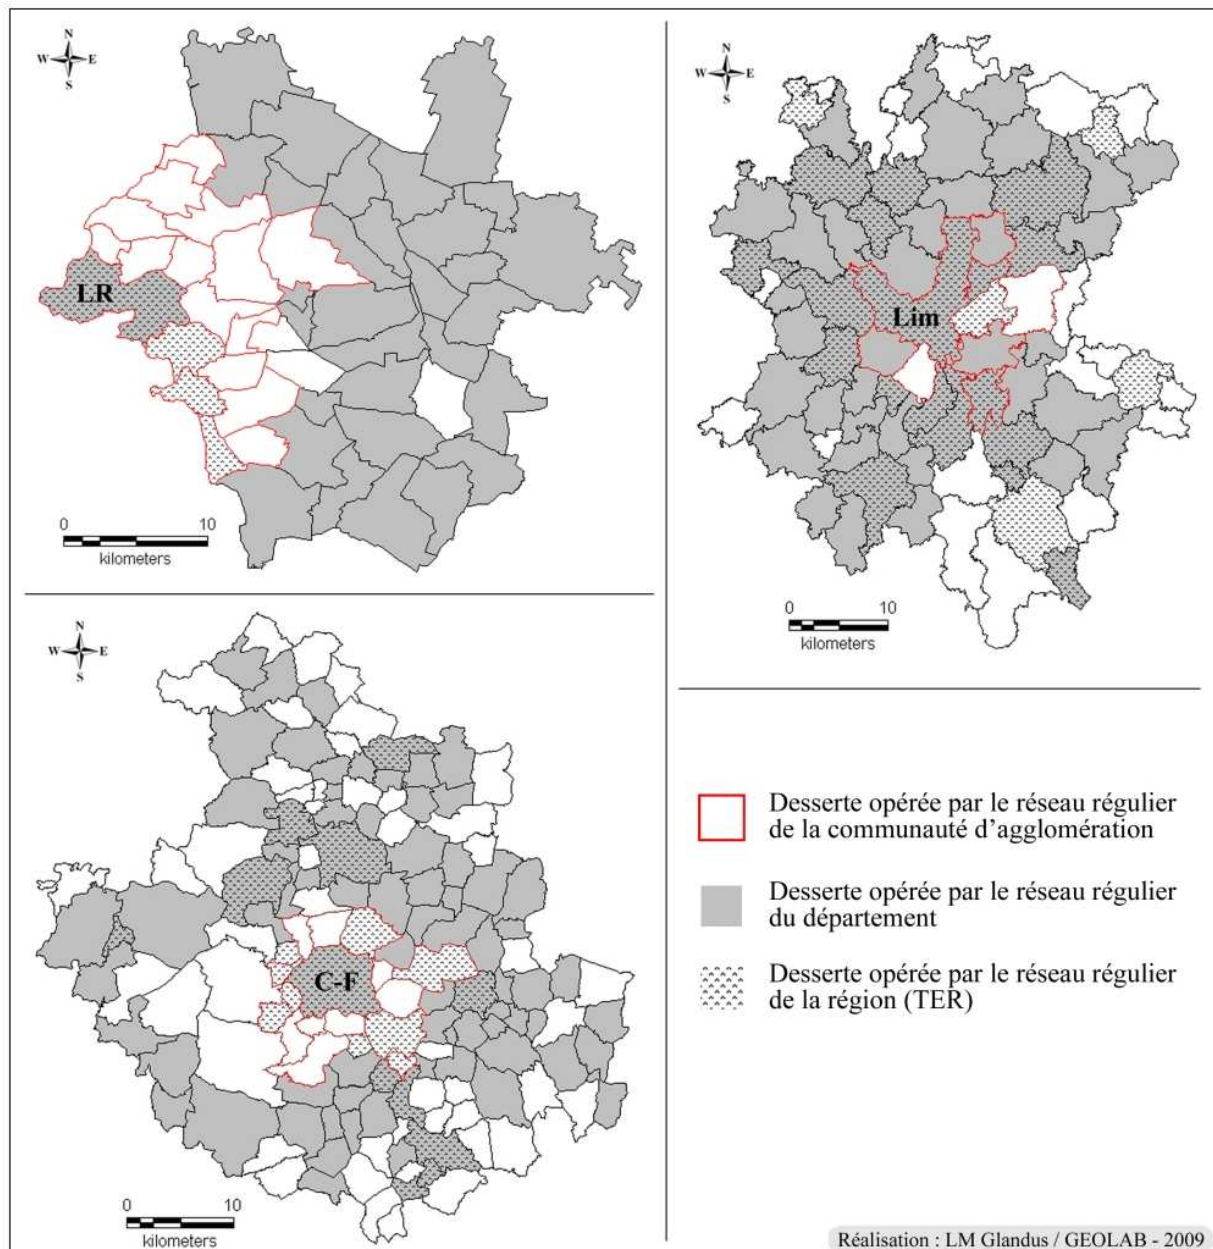 N
W E
S
LR
0 10
kilometers
N
W E
S
Lim
0 10
kilometers
N
W E
S
C-F
0 10
kilometers
Desserte opérée par le réseau régulier
de la communauté d'agglomération
Desserte opérée par le réseau régulier
du département
Desserte opérée par le réseau régulier
de la région (TER)
Réalisation : LM Glandus / GEOLAB - 2009